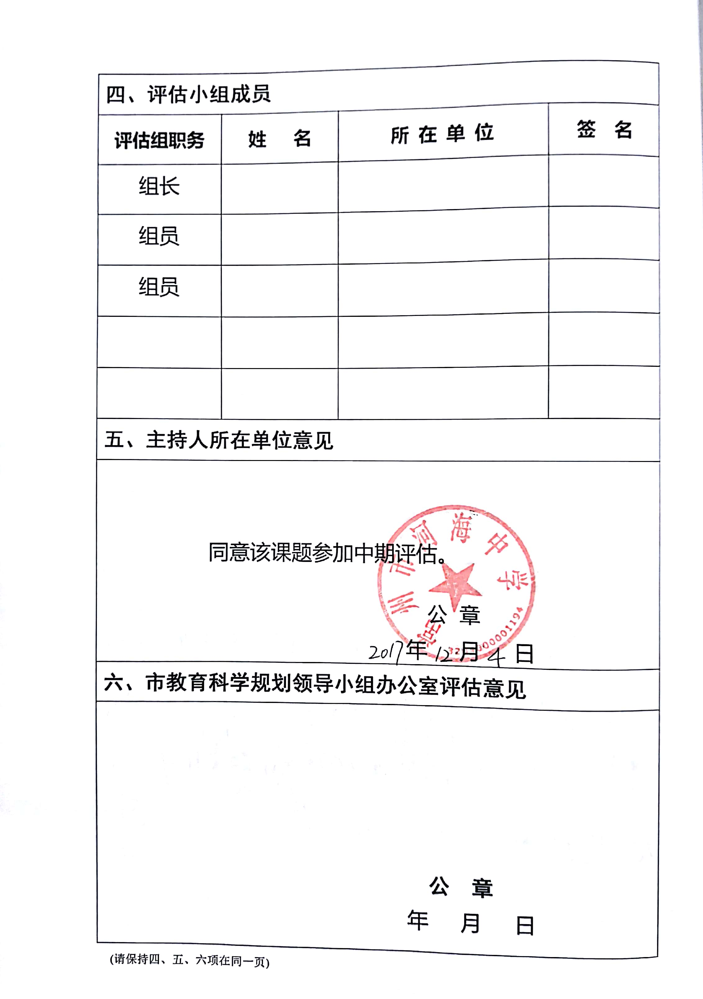 四、评估小组成员
评估组职务 姓 名 所 在 单 位 签 名
组长
组员
组员
五、主持人所在单位意见
同意该课题参加中期评估。
州市河海中学
公 章
2017年12月4日
六、市教育科学规划领导小组办公室评估意见
公 章
年 月 日
(请保持四、五、六项在同一页)